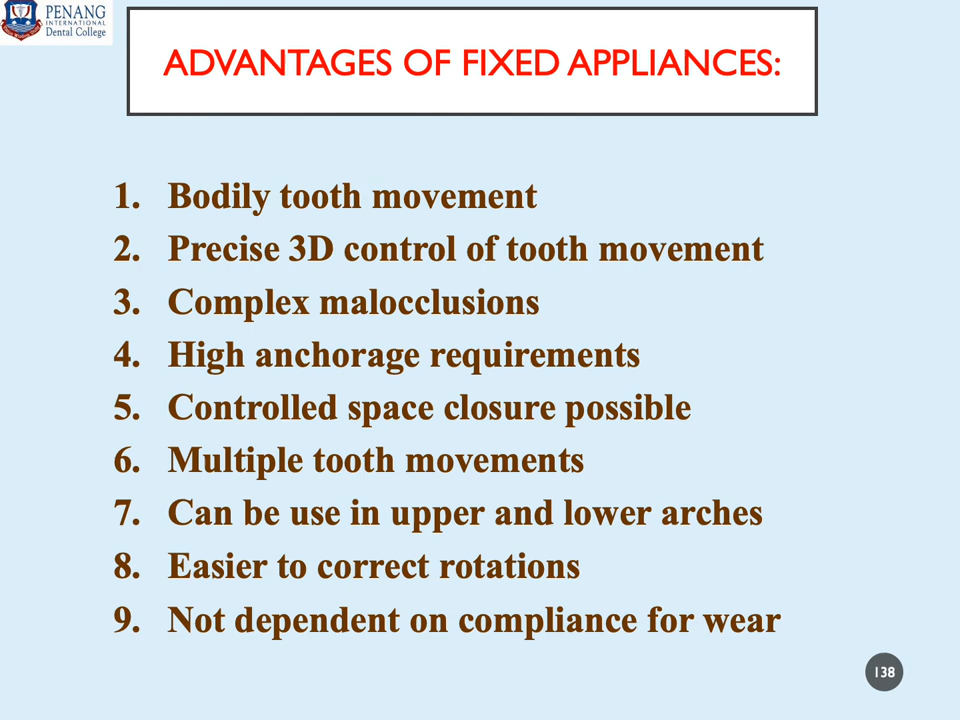 PENANG
INTERNATIONAL
Dental College
ADVANTAGES OF FIXED APPLIANCES:
1. Bodily tooth movement
2. Precise 3D control of tooth movement
3. Complex malocclusions
4. High anchorage requirements
5. Controlled space closure possible
6. Multiple tooth movements
7. Can be use in upper and lower arches
8. Easier to correct rotations
9. Not dependent on compliance for wear
138